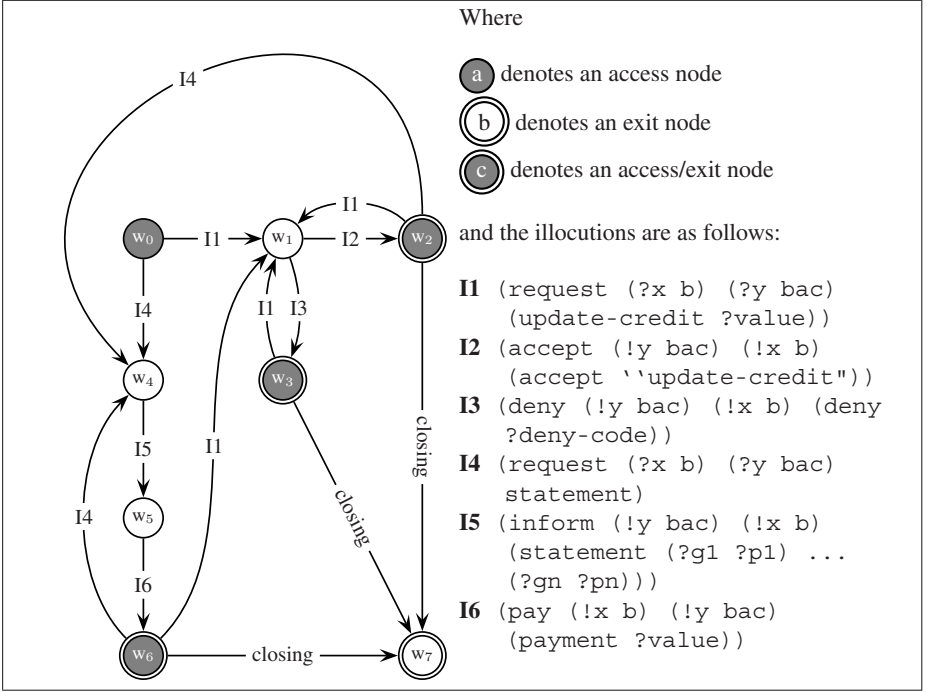 Where
a denotes an access node
b denotes an exit node
c denotes an access/exit node
and the illocutions are as follows:
I1 (request (?x b) (?y bac)
(update-credit ?value))
I2 (accept (!y bac) (!x b)
(accept ‘‘update-credit"))
I3 (deny (!y bac) (!x b) (deny
?deny-code))
I4 (request (?x b) (?y bac)
statement)
I5 (inform (!y bac) (!x b)
(statement (?g1 ?p1) ...
(?gn ?pn)))
I6 (pay (!x b) (!y bac)
(payment ?value))
I4
I1
w0
I1
w1
I2
w2
I4
I1
I3
w4
w3
I5
I1
closing
I4
w5
closing
I6
w6
closing
w7